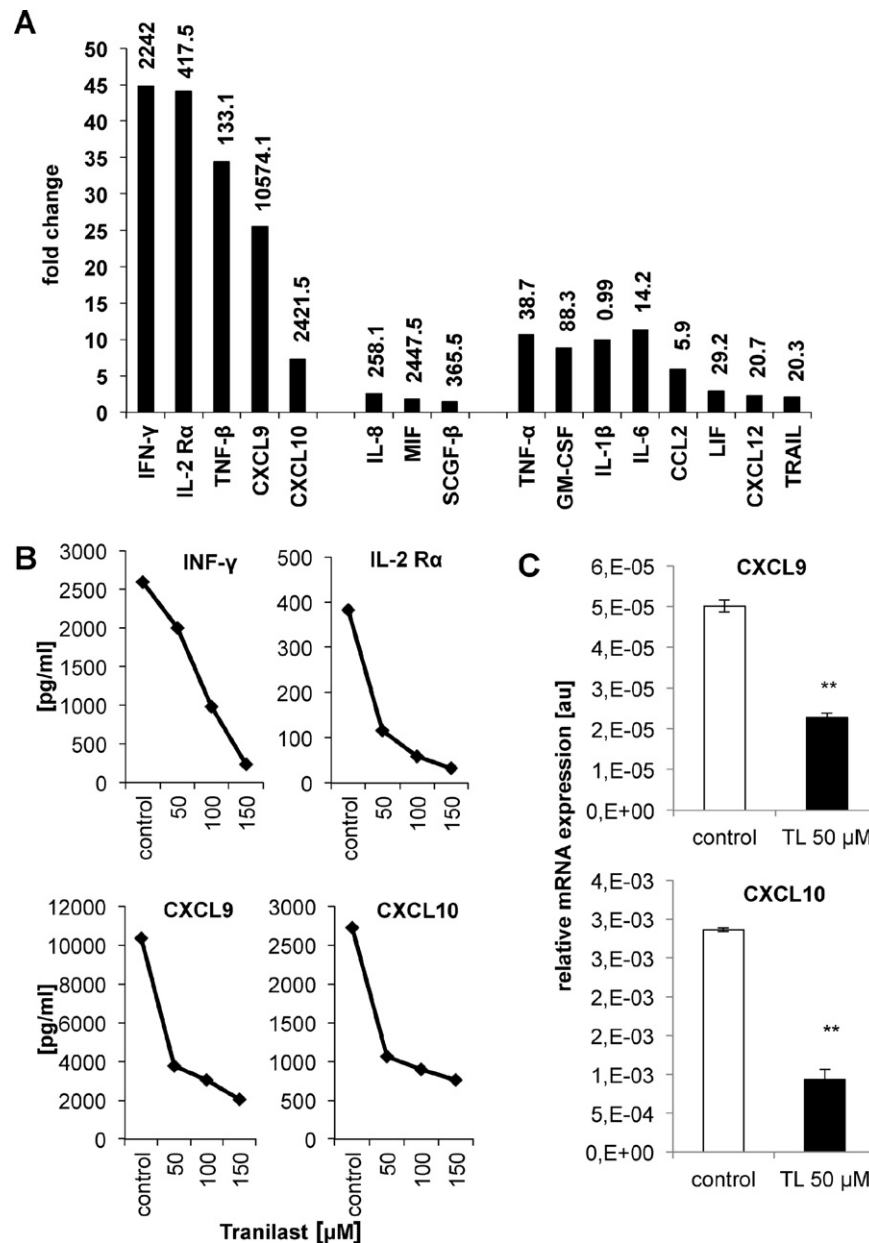 A
fold change
50
45
40
35
30
25
20
15
10
5
0
2242
417.5
133.1
10574.1
2421.5
258.1
2447.5
365.5
38.7
88.3
0.99
14.2
5.9
29.2
20.7
20.3
IFN-γ
IL-2 Rα
TNF-β
CXCL9
CXCL10
IL-8
MIF
SCGF-β
TNF-α
GM-CSF
IL-1β
IL-6
CCL2
LIF
CXCL12
TRAIL
B
INF-γ
[pg/ml]
3000
2500
2000
1500
1000
500
0
control
50
100
150
IL-2 Rα
500
400
300
200
100
0
control
50
100
150
CXCL9
[pg/ml]
12000
10000
8000
6000
4000
2000
0
control
50
100
150
CXCL10
3000
2500
2000
1500
1000
500
0
control
50
100
150
Tranilast [µM]
C
relative mRNA expression [au]
CXCL9
6,E-05
5,E-05
4,E-05
3,E-05
2,E-05
1,E-05
0,E+00
**
control
TL 50 µM
CXCL10
4,E-03
3,E-03
3,E-03
2,E-03
2,E-03
1,E-03
5,E-04
0,E+00
**
control
TL 50 µM